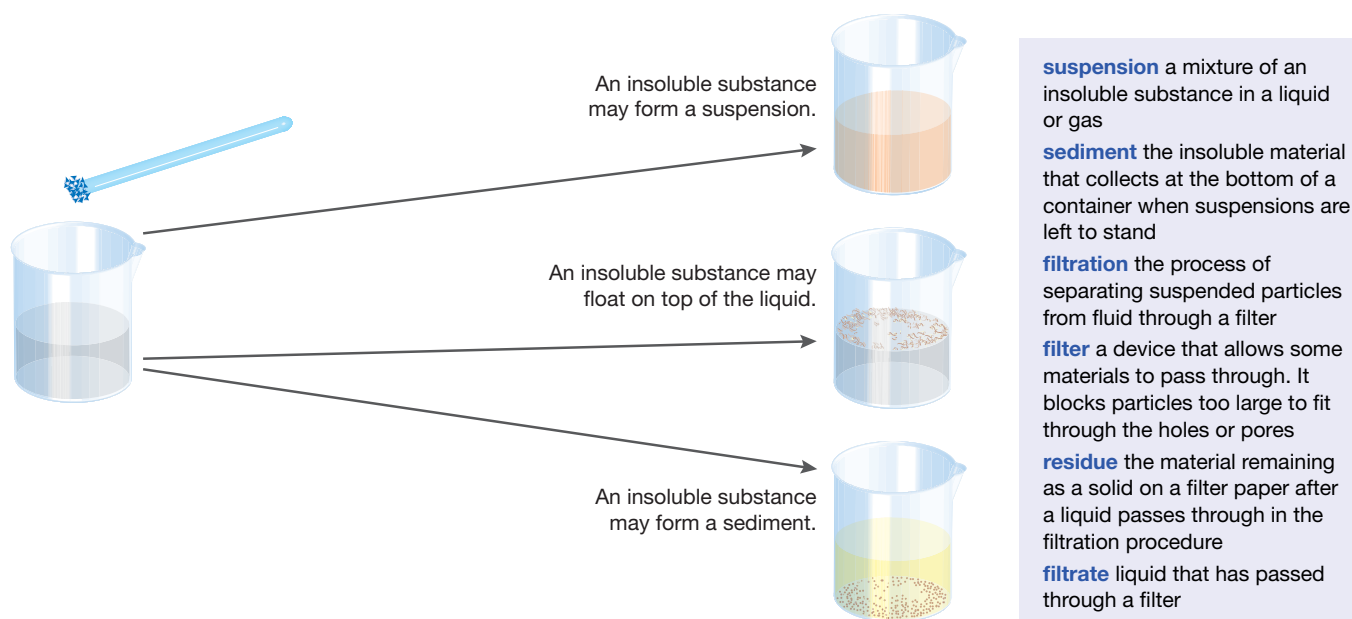 An insoluble substance
may form a suspension.
An insoluble substance may
float on top of the liquid.
An insoluble substance
may form a sediment.
suspension a mixture of an
insoluble substance in a liquid
or gas
sediment the insoluble material
that collects at the bottom of a
container when suspensions are
left to stand
filtration the process of
separating suspended particles
from fluid through a filter
filter a device that allows some
materials to pass through. It
blocks particles too large to fit
through the holes or pores
residue the material remaining
as a solid on a filter paper after
a liquid passes through in the
filtration procedure
filtrate liquid that has passed
through a filter